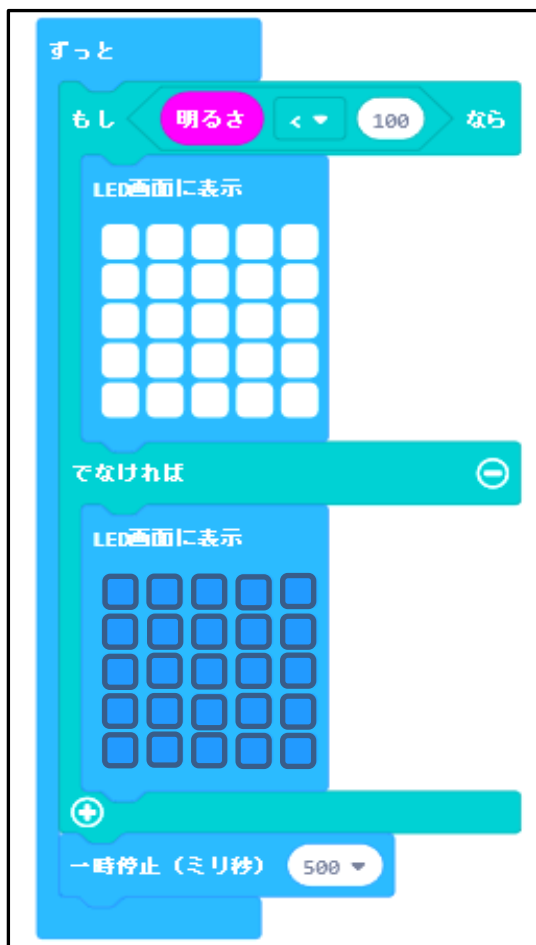 ずっと
もし 明るさ < 100 なら
LED画面に表示
でなければ
LED画面に表示
一時停止（ミリ秒） 500